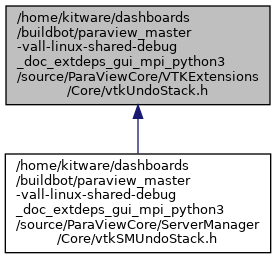 /home/kitware/dashboards
/buildbot/paraview_master
-vall-linux-shared-debug
_doc_extdeps_gui_mpi_python3
/source/ParaViewCore/VTKExtensions
/Core/vtkUndoStack.h
/home/kitware/dashboards
/buildbot/paraview_master
-vall-linux-shared-debug
_doc_extdeps_gui_mpi_python3
/source/ParaViewCore/ServerManager
/Core/vtkSMUndoStack.h